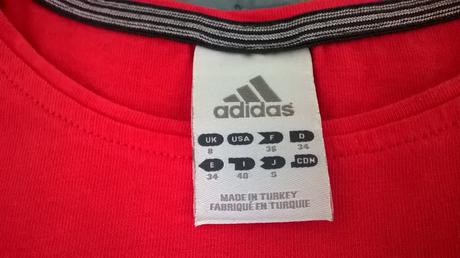 adidas
UK USA F D
8 36 34
E I J CDN
34 40 S
MADE IN TURKEY
FABRIQUÉ EN TURQUIE